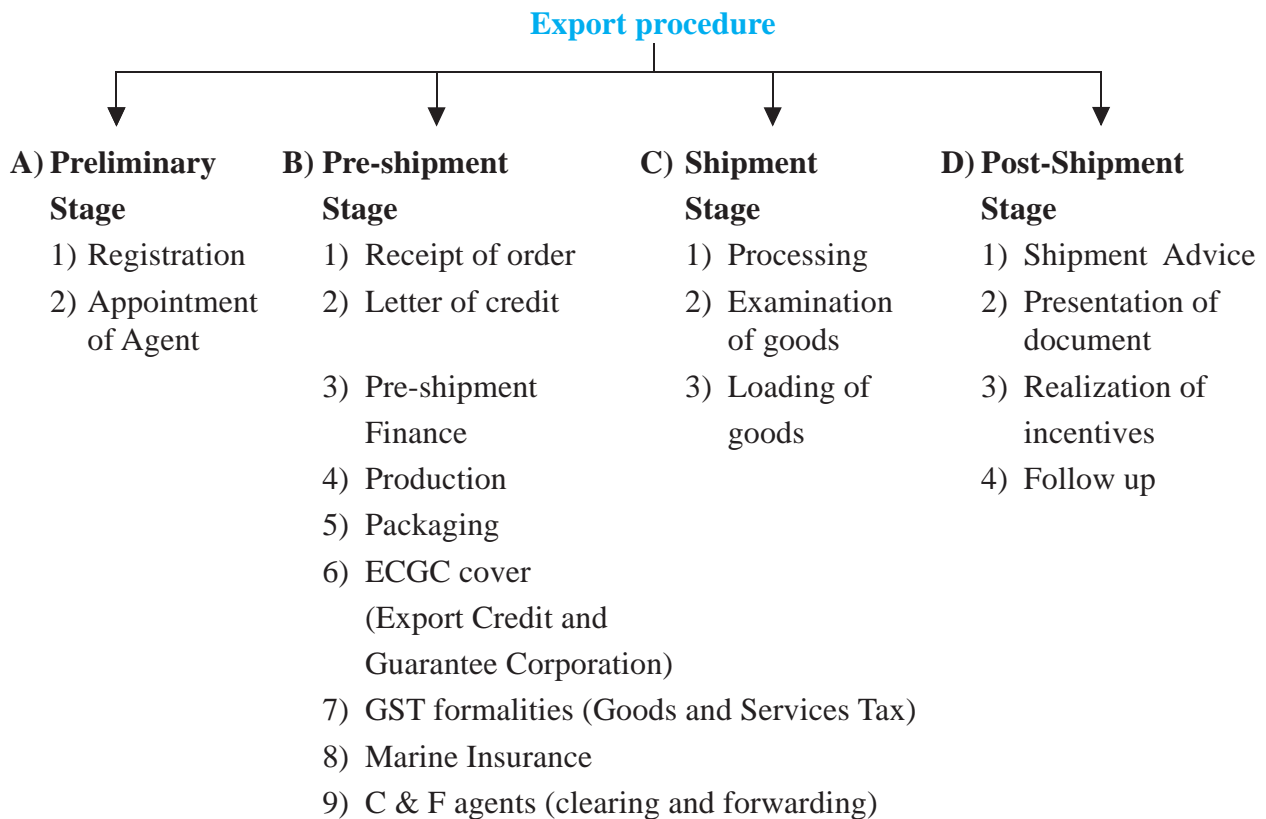 Export procedure
A) Preliminary
Stage
1) Registration
2) Appointment
of Agent
B) Pre-shipment
Stage
1) Receipt of order
2) Letter of credit
3) Pre-shipment
Finance
4) Production
5) Packaging
6) ECGC cover
(Export Credit and
Guarantee Corporation)
7) GST formalities (Goods and Services Tax)
8) Marine Insurance
9) C & F agents (clearing and forwarding)
C) Shipment
Stage
1) Processing
2) Examination
of goods
3) Loading of
goods
D) Post-Shipment
Stage
1) Shipment Advice
2) Presentation of
document
3) Realization of
incentives
4) Follow up